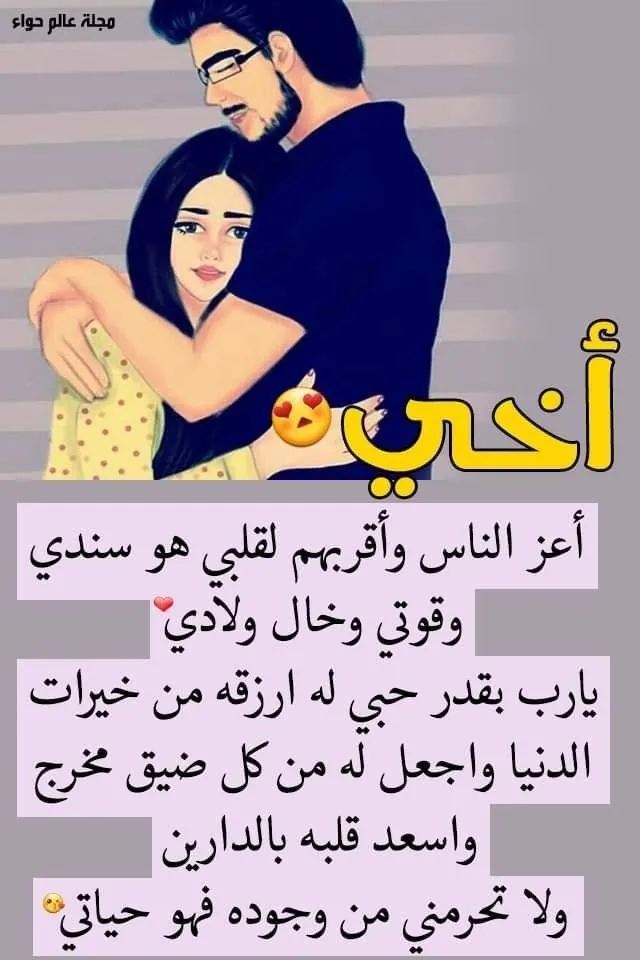 مجلة عالم حواء
أخي 😍
أعز الناس وأقربهم لقلبي هو سندي
وقوتي وخال ولادي❤
يارب بقدر حبي له ارزقه من خيرات
الدنيا واجعل له من كل ضيق مخرج
واسعد قلبه بالدارين
ولا تحرمني من وجوده فهو حياتي😘